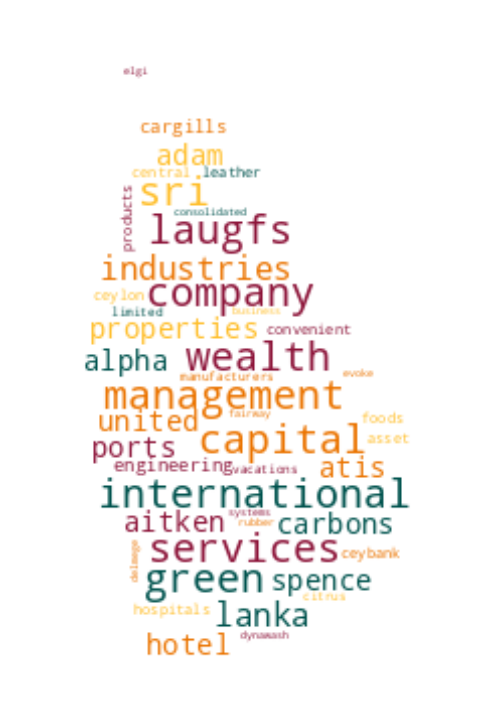 elgi
cargills
adam
central leather
products sri
consolidated
laugfs
industries
ceylon company
limited business
properties convenient
alpha wealth
manufacturers evoke
management
united fairway foods
ports capital asset
engineering vacations atis
international
aitken systems rubber carbons
services ceybank
delmege green spence
citrus
hospitals lanka
hotel dynawash